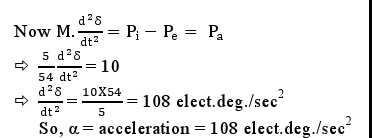 Now M.d²δ/dt² = Pᵢ − Pₑ = Pₐ
⇨ 5/54 d²δ/dt² = 10
⇨ d²δ/dt² = 10X54/5 = 108 elect.deg./sec²
So, α = acceleration = 108 elect.deg./sec²